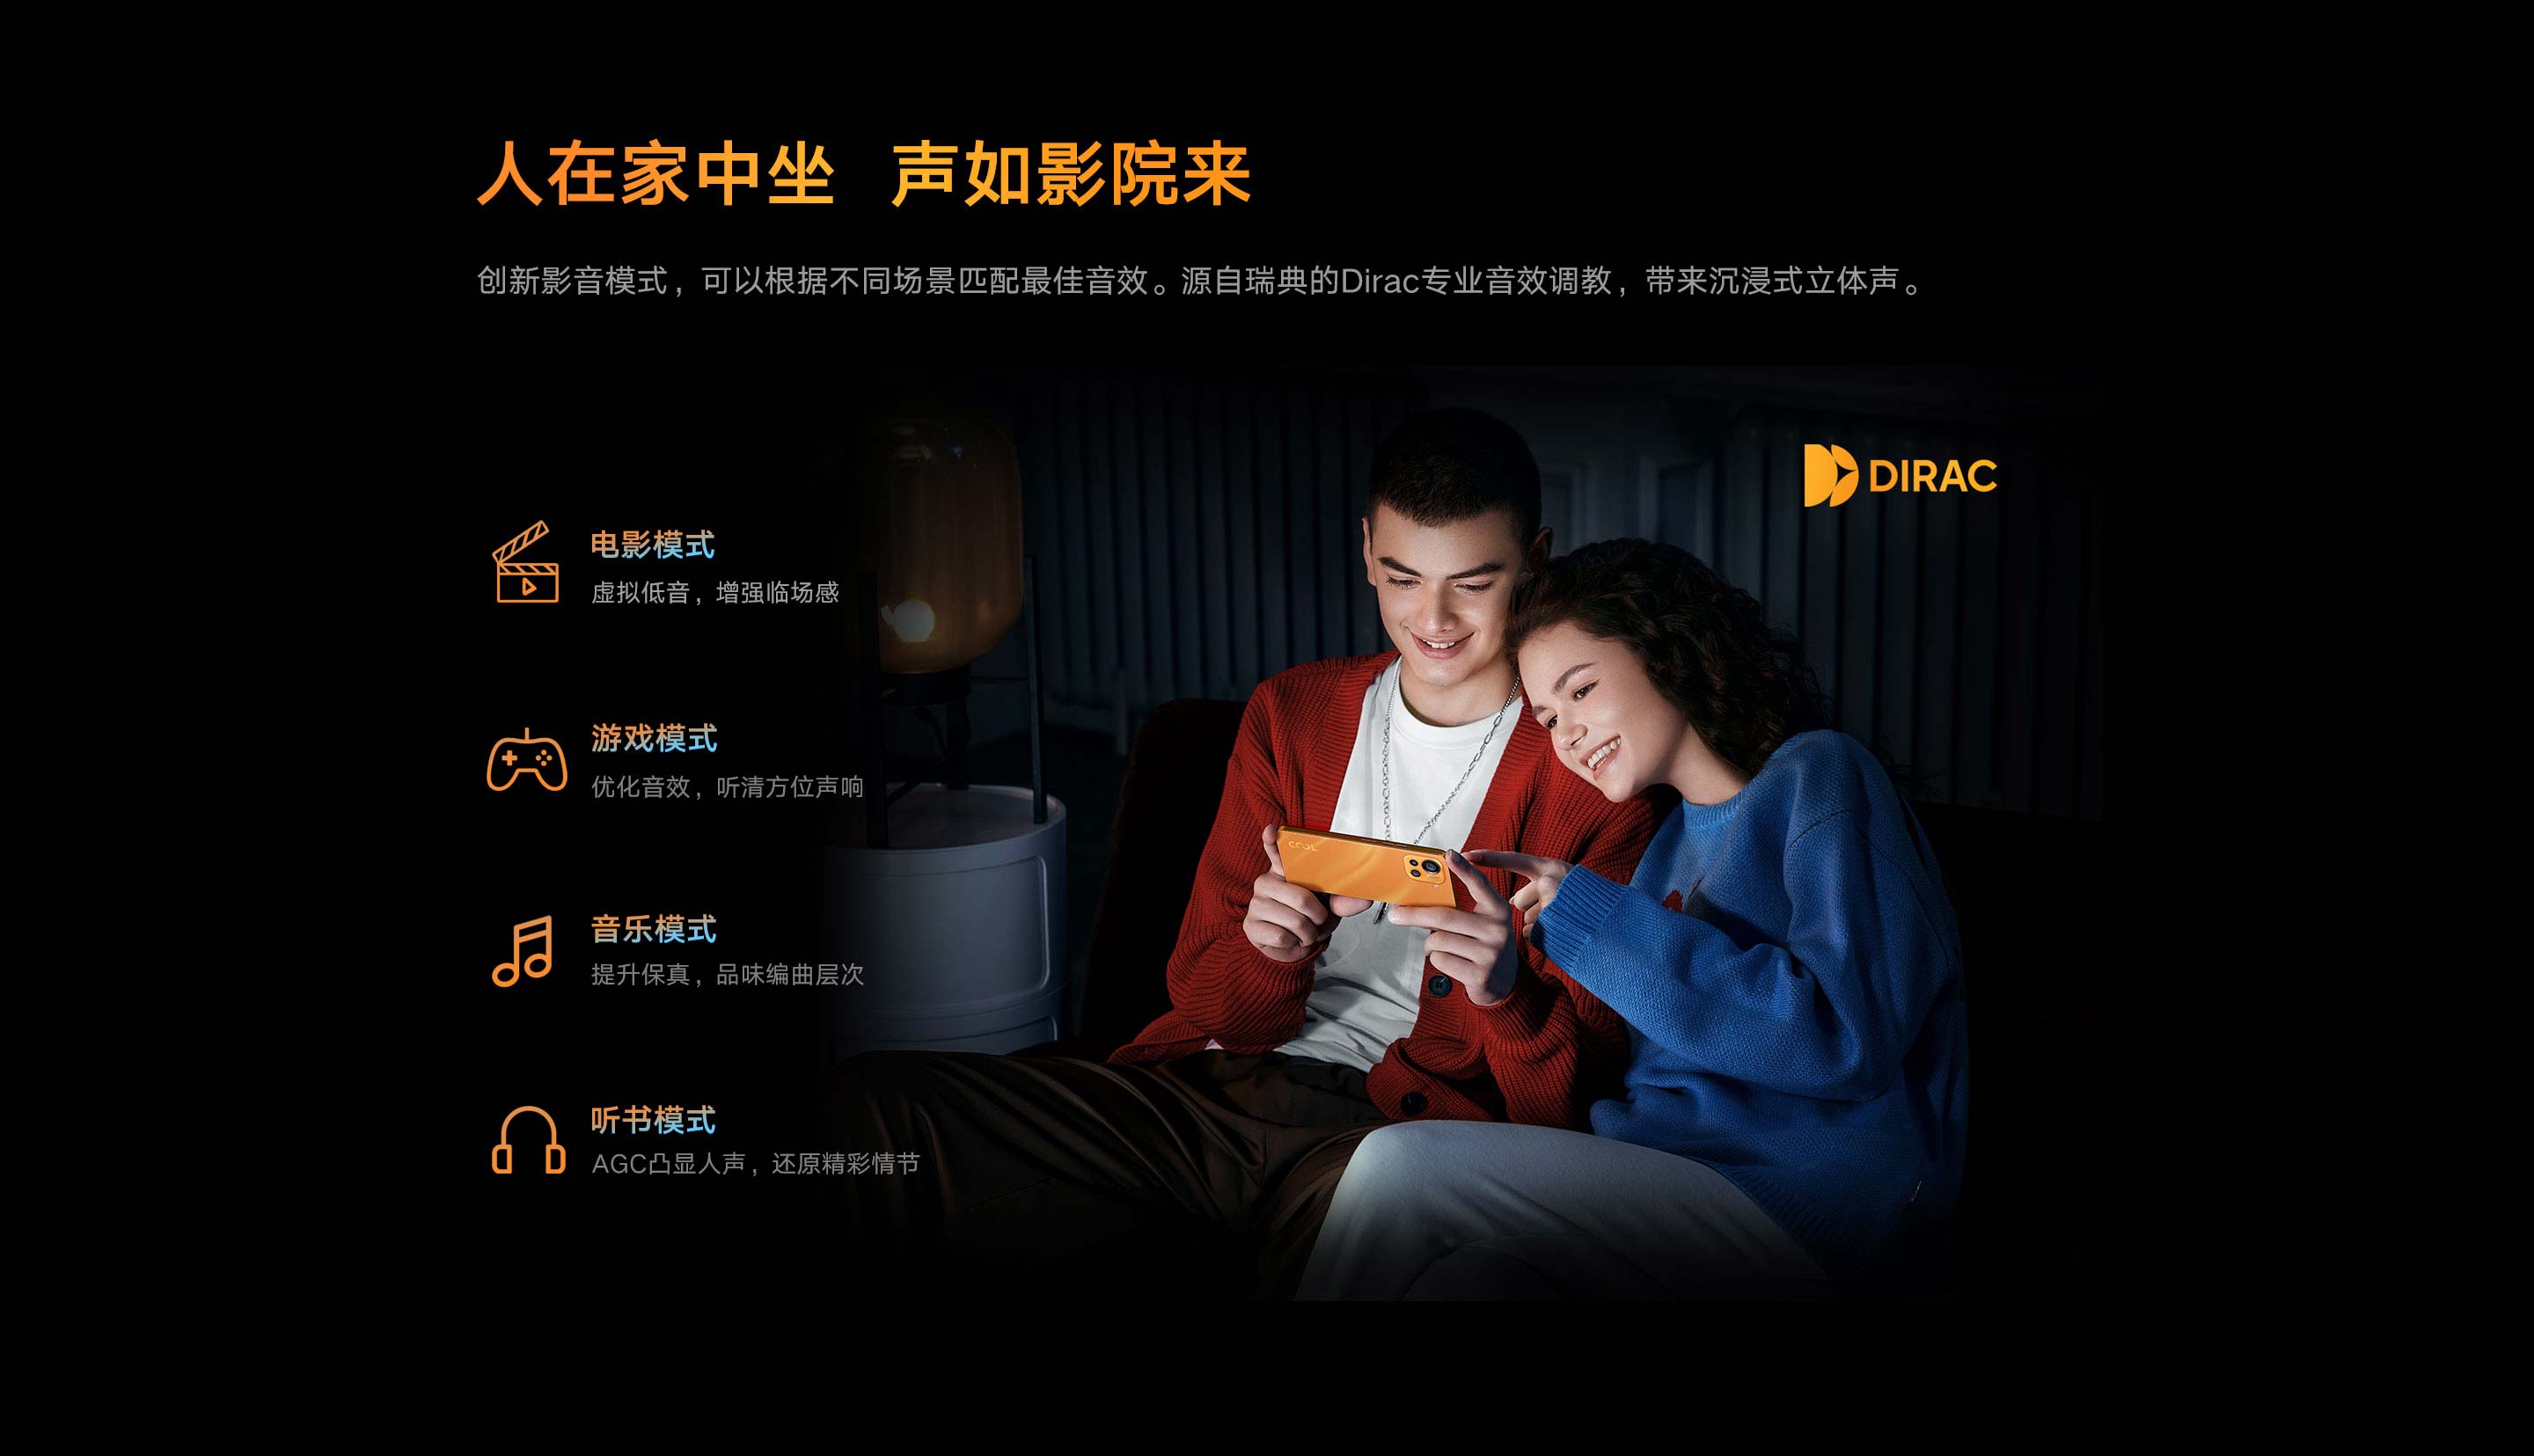 人在家中坐 声如影院来
创新影音模式，可以根据不同场景匹配最佳音效。源自瑞典的Dirac专业音效调教，带来沉浸式立体声。
DIRAC
电影模式
虚拟低音，增强临场感
游戏模式
优化音效，听清方位声响
音乐模式
提升保真，品味编曲层次
听书模式
AGC凸显人声，还原精彩情节